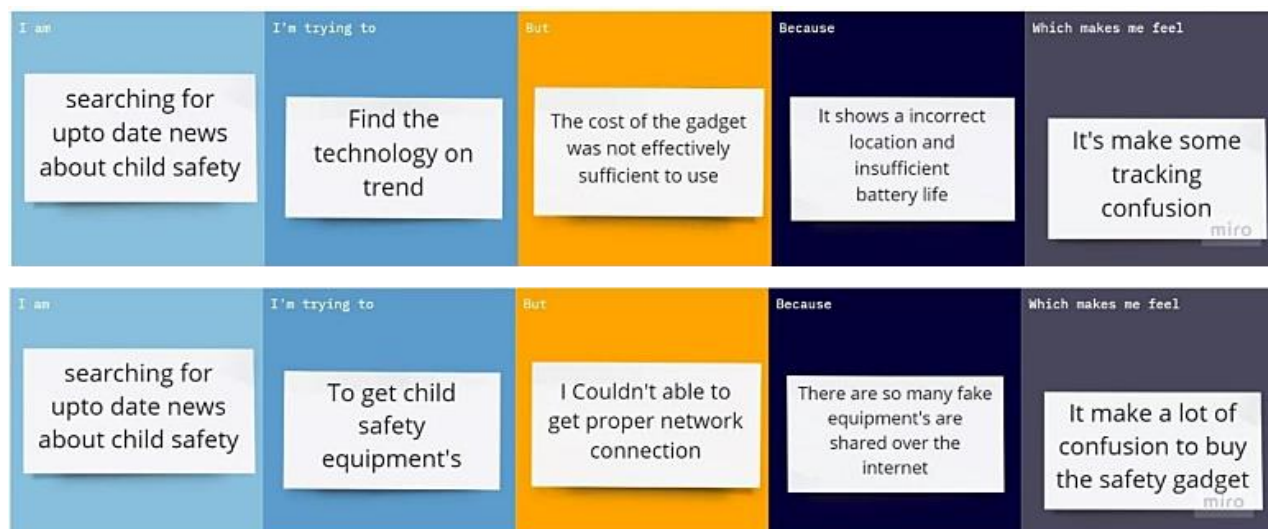 I am
searching for
upto date news
about child safety
I'm trying to
Find the
technology on
trend
But
The cost of the gadget
was not effectively
sufficient to use
Because
It shows a incorrect
location and
insufficient
battery life
Which makes me feel
It's make some
tracking
confusion
miro
I am
searching for
upto date news
about child safety
I'm trying to
To get child
safety
equipment's
But
I Couldn't able to
get proper network
connection
Because
There are so many fake
equipment's are
shared over the
internet
Which makes me feel
It make a lot of
confusion to buy
the safety gadget
miro